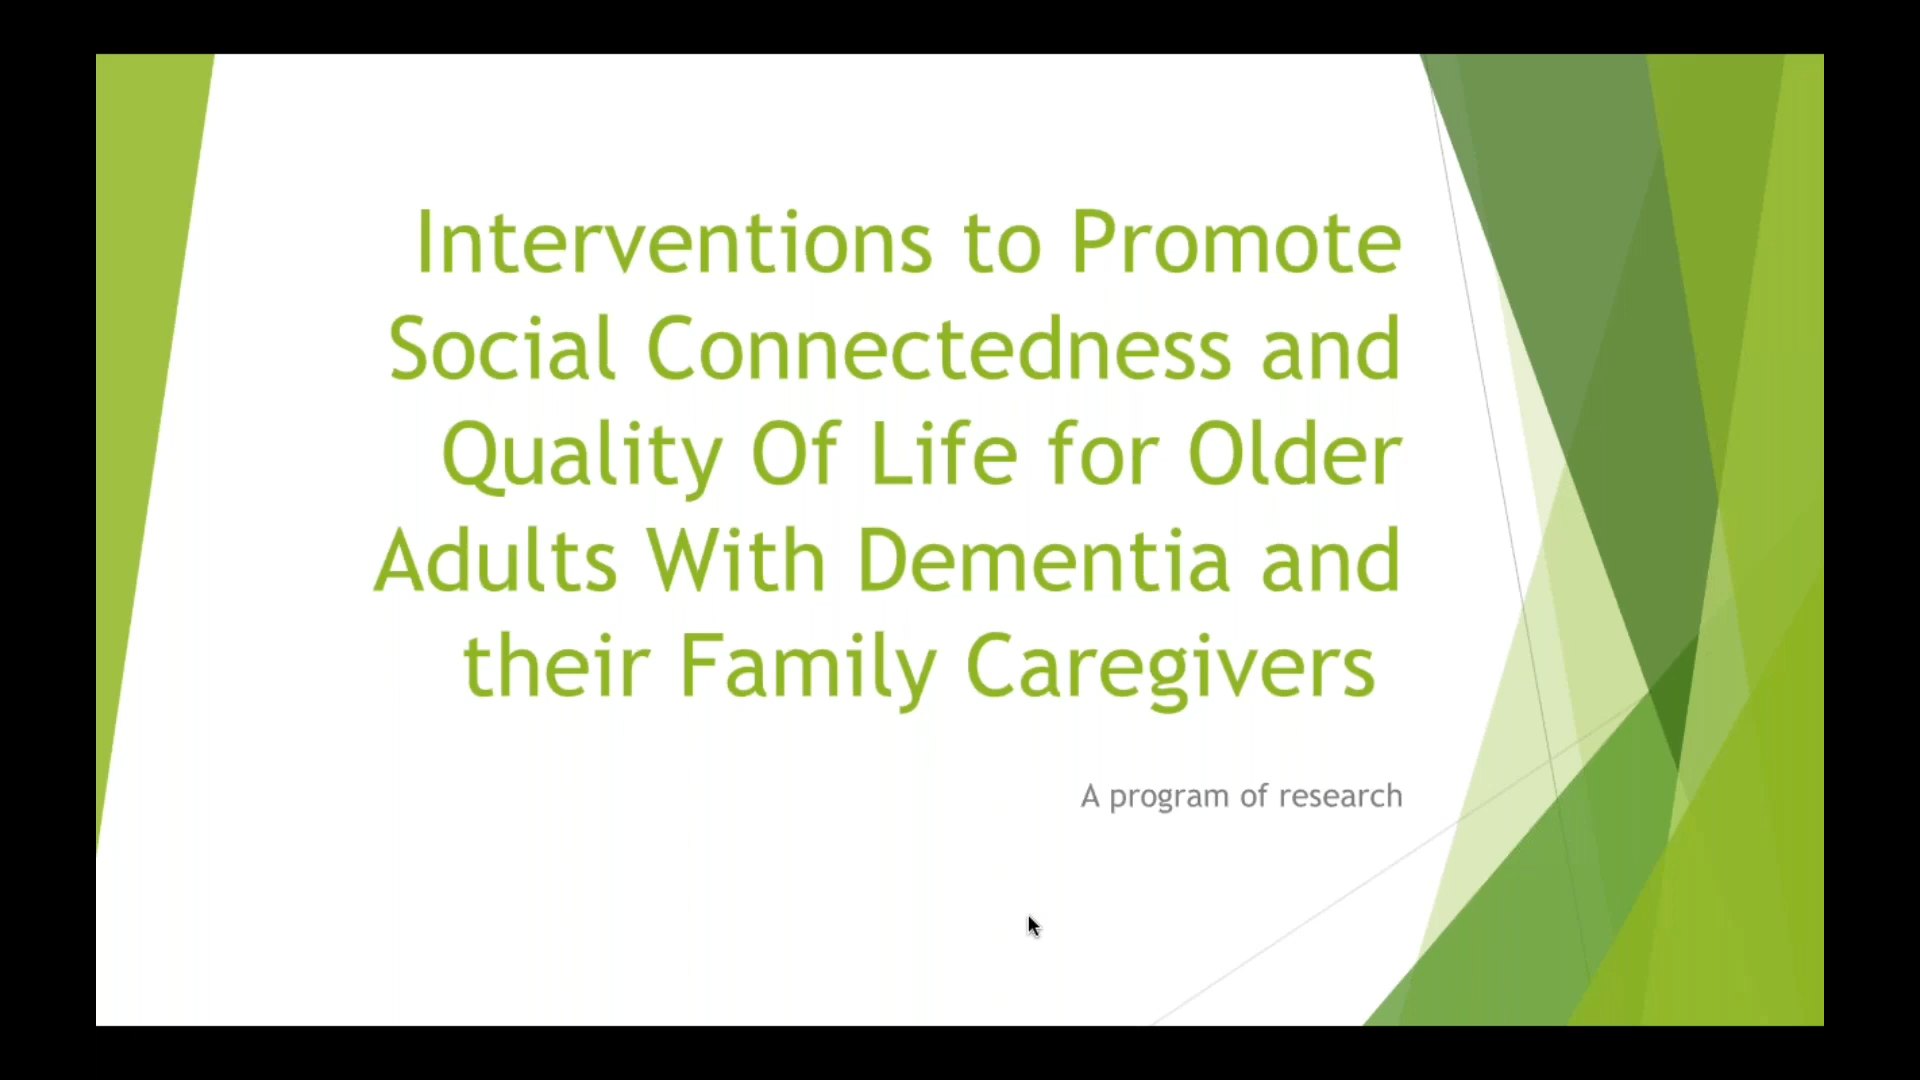 Interventions to Promote
Social Connectedness and
Quality Of Life for Older
Adults With Dementia and
their Family Caregivers
A program of research